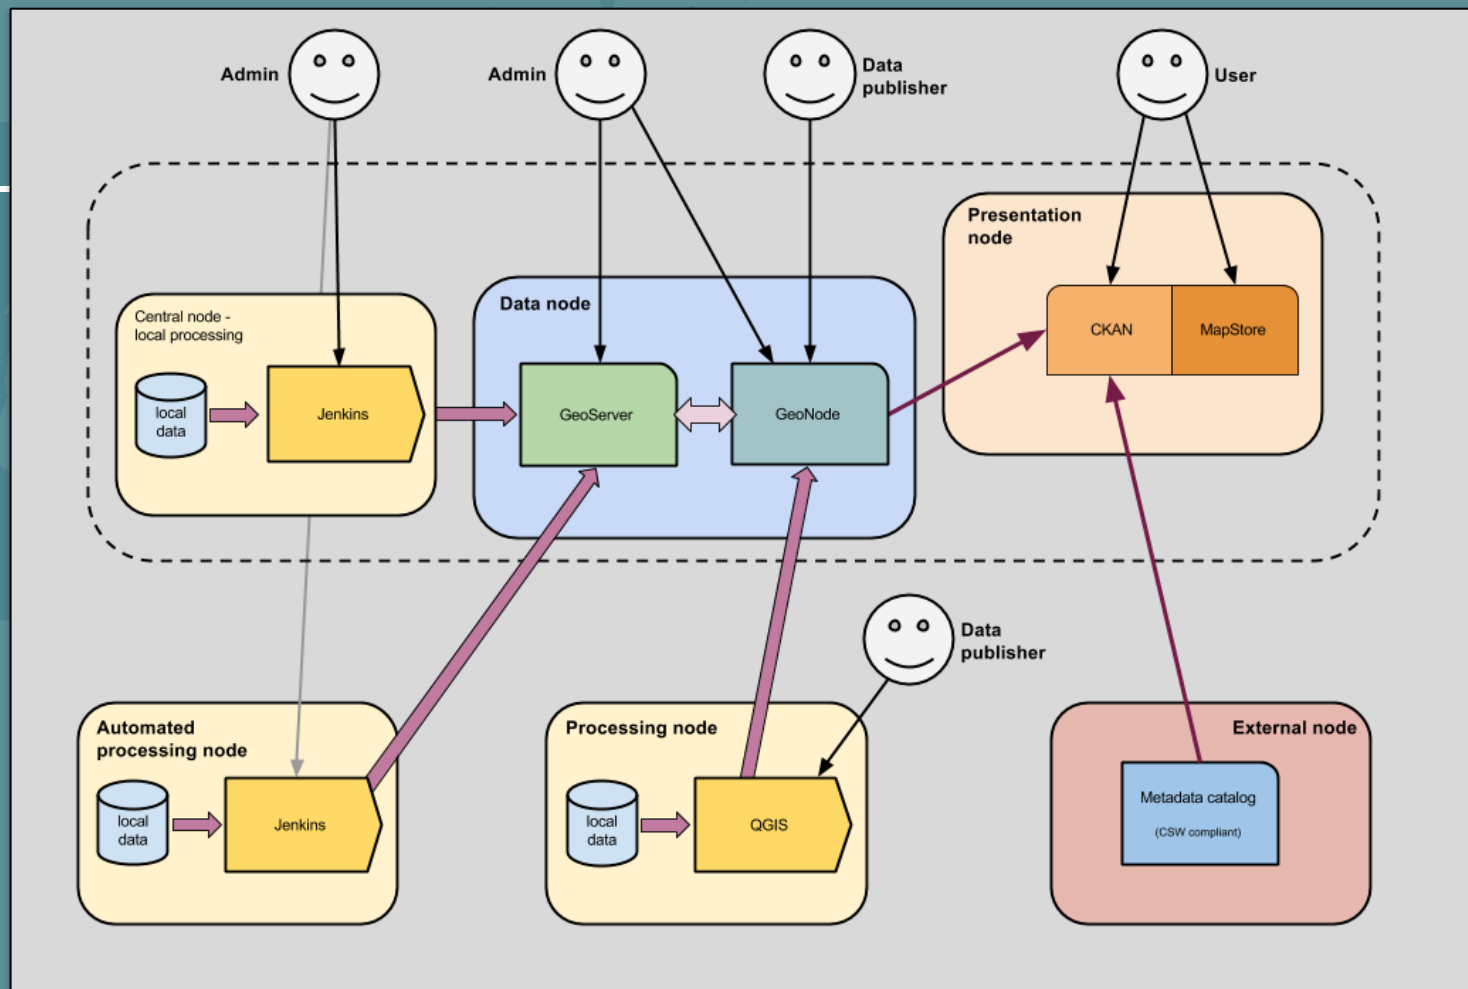 Admin
Admin
Data
publisher
User
Presentation
node
Central node -
local processing
Data node
CKAN
MapStore
local
data
Jenkins
GeoServer
GeoNode
Data
publisher
Automated
processing node
Processing node
External node
local
data
Jenkins
local
data
QGIS
Metadata catalog
(CSW compliant)